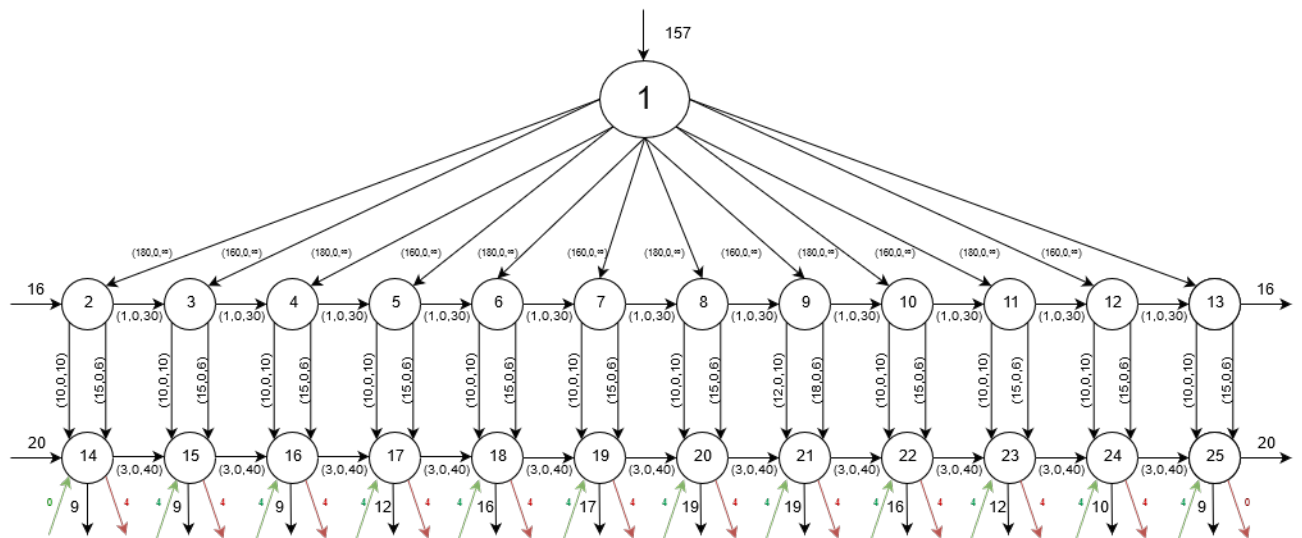 157
1
(180,0,∞) (160,0,∞) (180,0,∞) (160,0,∞) (180,0,∞) (160,0,∞) (180,0,∞) (160,0,∞) (180,0,∞) (160,0,∞) (180,0,∞) (160,0,∞)
16 2 3 4 5 6 7 8 9 10 11 12 13 16
(1,0,30) (1,0,30) (1,0,30) (1,0,30) (1,0,30) (1,0,30) (1,0,30) (1,0,30) (1,0,30) (1,0,30) (1,0,30)
(10,0,10) (15,0,6) (10,0,10) (15,0,6) (10,0,10) (15,0,6) (10,0,10) (15,0,6) (10,0,10) (15,0,6) (10,0,10) (15,0,6) (10,0,10) (15,0,6) (12,0,10) (18,0,6) (10,0,10) (15,0,6) (10,0,10) (15,0,6) (10,0,10) (15,0,6) (10,0,10) (15,0,6)
20 14 15 16 17 18 19 20 21 22 23 24 25 20
(3,0,40) (3,0,40) (3,0,40) (3,0,40) (3,0,40) (3,0,40) (3,0,40) (3,0,40) (3,0,40) (3,0,40) (3,0,40)
0 9 4 4 9 4 4 9 4 4 12 4 4 16 4 4 17 4 4 19 4 4 19 4 4 16 4 4 12 4 4 10 4 4 9 0